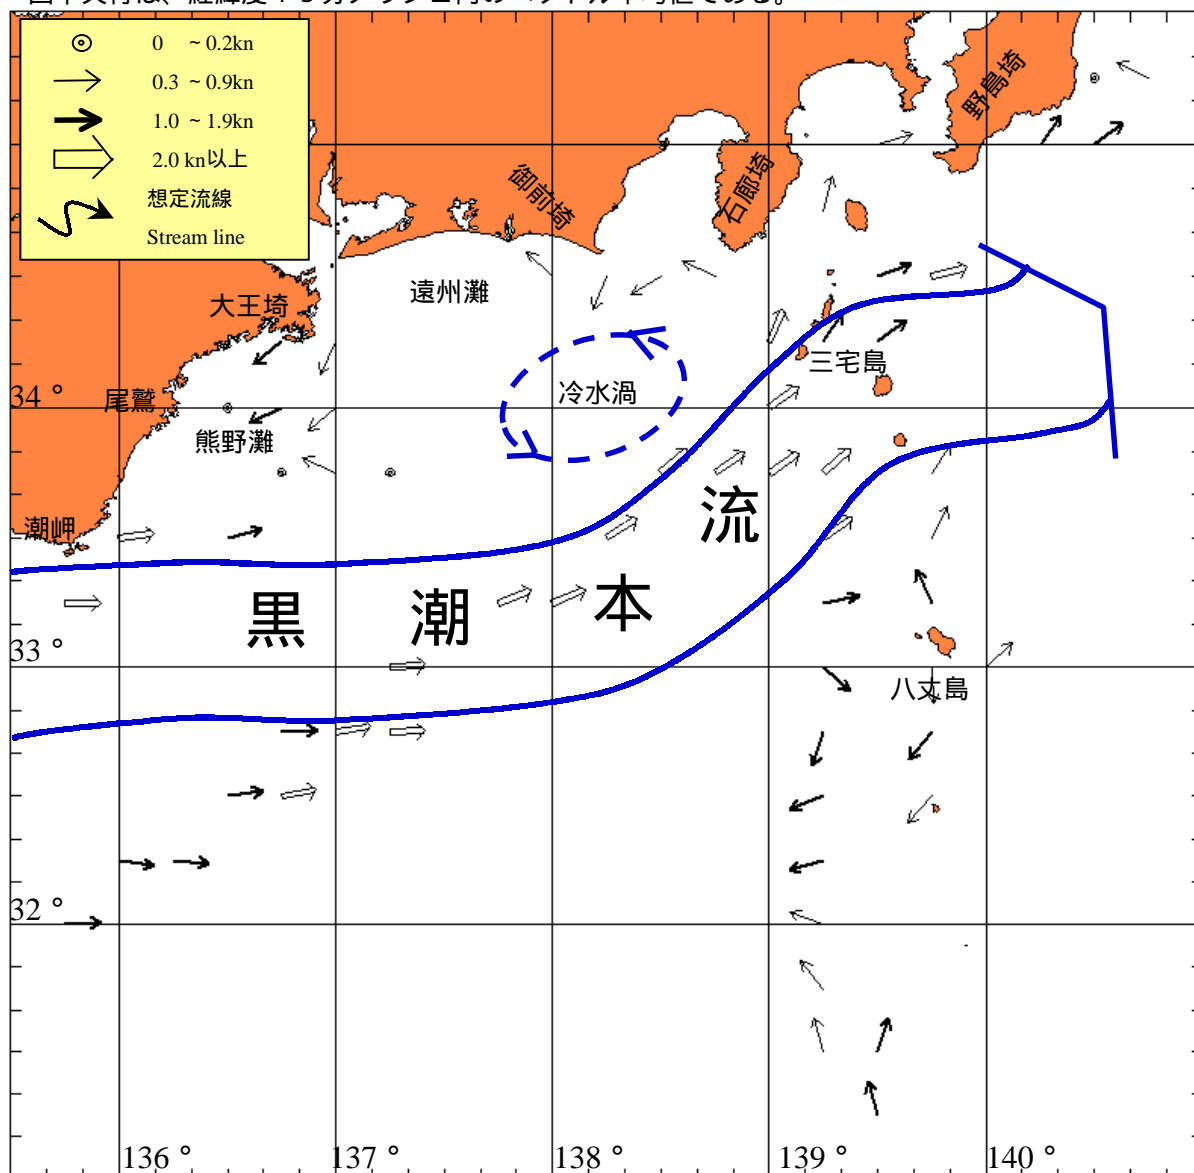 0 ~ 0.2kn
0.3 ~ 0.9kn
1.0 ~ 1.9kn
2.0 kn以上
想定流線
Stream line
野島埼
石廊埼
御前埼
遠州灘
大王埼
三宅島
冷水渦
34 °
尾鷲
熊野灘
潮岬
黒潮本流
33 °
八丈島
32 °
136 °
137 °
138 °
139 °
140 °